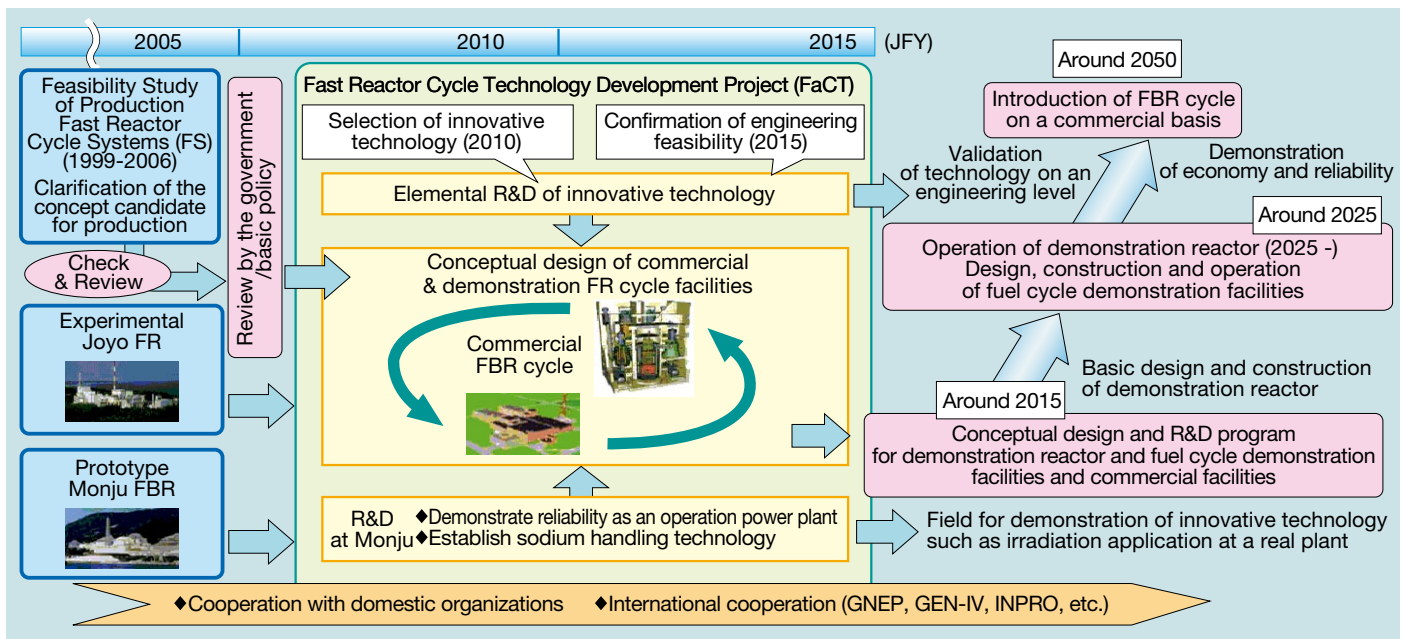 2005 2010 2015 (JFY)
Feasibility Study
of Production
Fast Reactor
Cycle Systems (FS)
(1999-2006)
Clarification of the
concept candidate
for production
Check
& Review
Review by the government
/basic policy
Experimental
Joyo FR
Prototype
Monju FBR
Fast Reactor Cycle Technology Development Project (FaCT)
Selection of innovative
technology (2010)
Confirmation of engineering
feasibility (2015)
Elemental R&D of innovative technology
Conceptual design of commercial
& demonstration FR cycle facilities
Commercial
FBR cycle
R&D
at Monju
♦Demonstrate reliability as an operation power plant
♦Establish sodium handling technology
Around 2050
Introduction of FBR cycle
on a commercial basis
Validation
of technology on an
engineering level
Demonstration
of economy and reliability
Around 2025
Operation of demonstration reactor (2025 -)
Design, construction and operation
of fuel cycle demonstration facilities
Basic design and construction
of demonstration reactor
Around 2015
Conceptual design and R&D program
for demonstration reactor and fuel cycle demonstration
facilities and commercial facilities
Field for demonstration of innovative technology
such as irradiation application at a real plant
♦Cooperation with domestic organizations ♦International cooperation (GNEP, GEN-IV, INPRO, etc.)